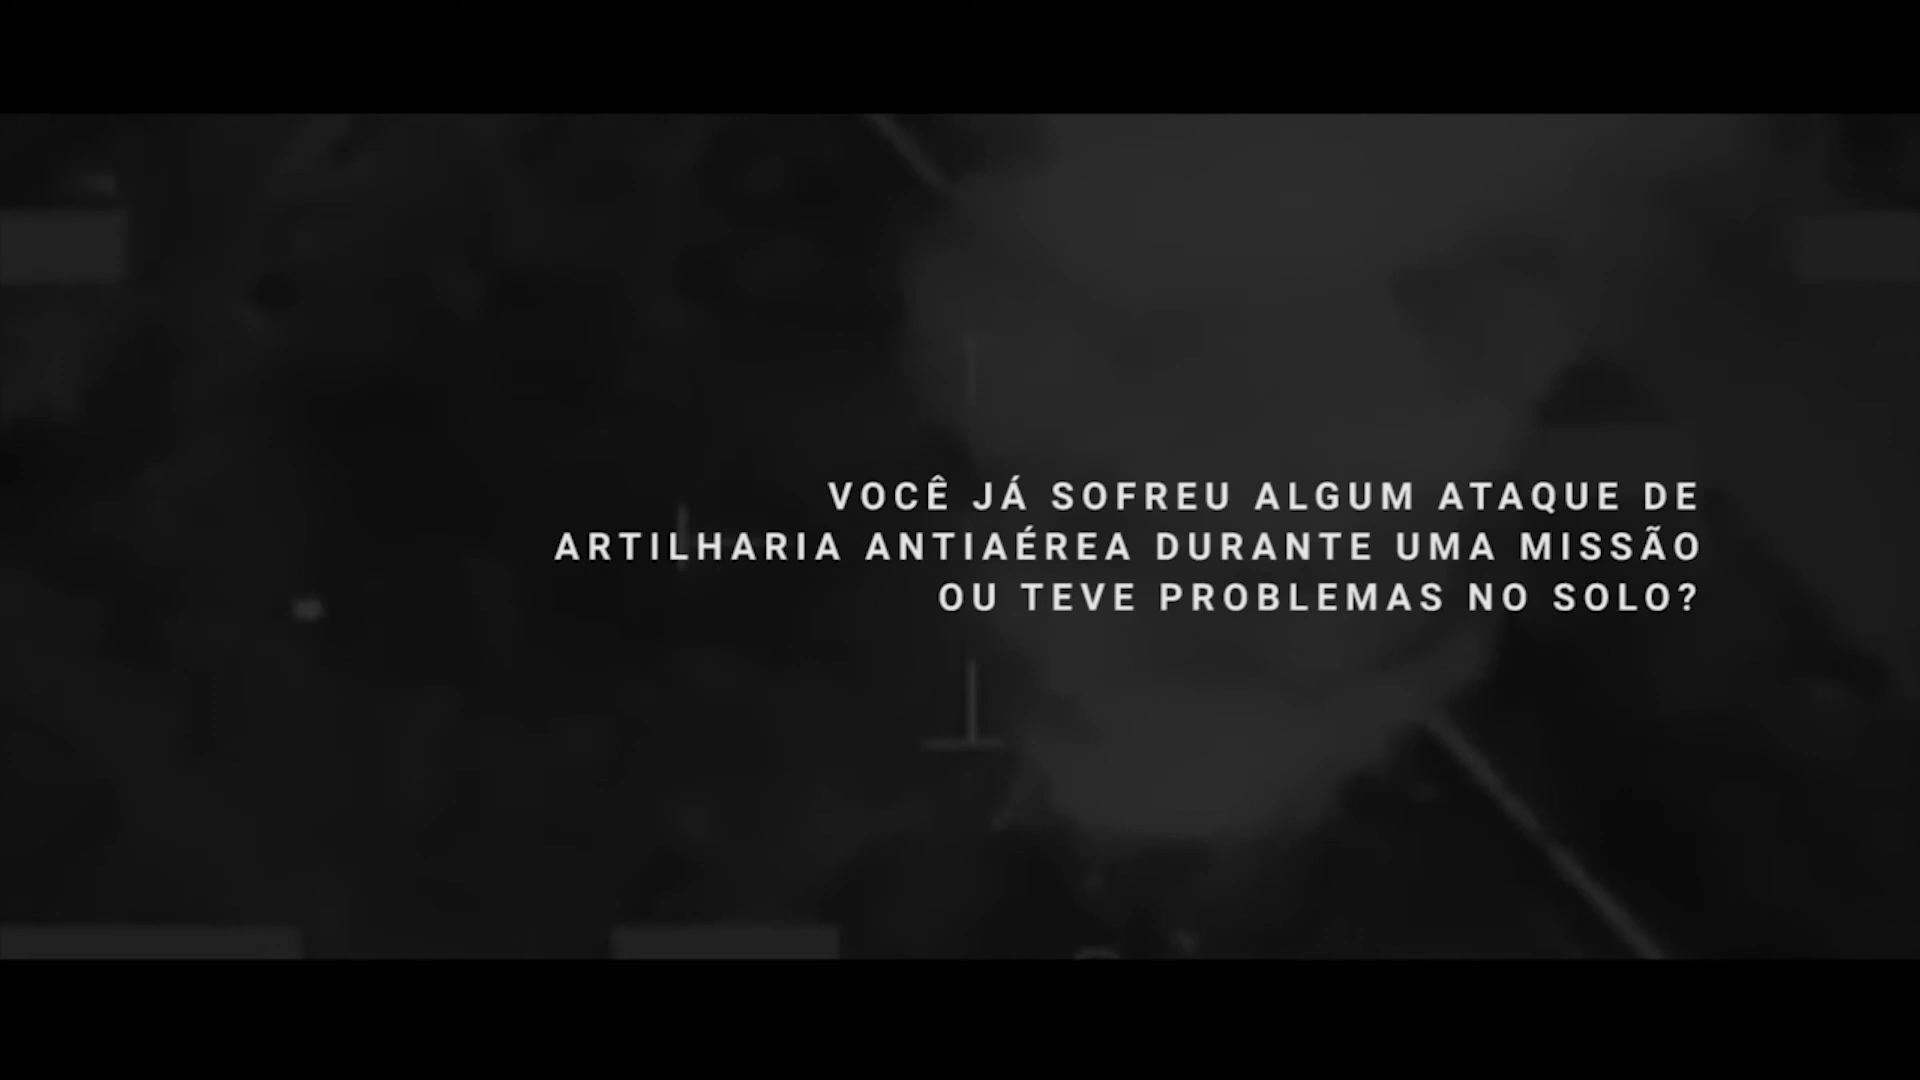 VOCÊ JÁ SOFREU ALGUM ATAQUE DE
ARTILHARIA ANTIAÉREA DURANTE UMA MISSÃO
OU TEVE PROBLEMAS NO SOLO?